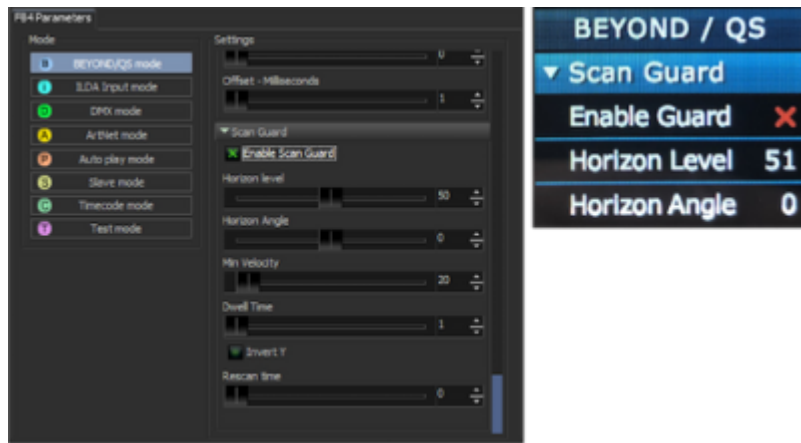 FB4 Parameters
Mode
BEYOND/QS mode
ILDA Input mode
DMX mode
ArtNet mode
Auto play mode
Slave mode
Timecode mode
Test mode
Settings
0
Offset - Milliseconds
1
Scan Guard
Enable Scan Guard
Horizon level
50
Horizon Angle
0
Min Velocity
20
Dwell Time
1
Invert Y
Rescan time
0
BEYOND / QS
Scan Guard
Enable Guard
Horizon Level 51
Horizon Angle 0